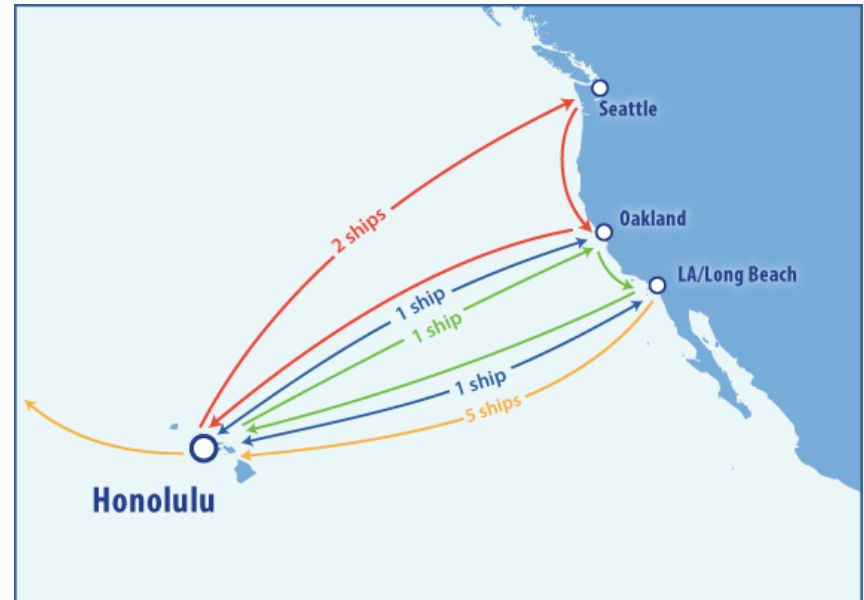 Seattle
2 ships
Oakland
LA/Long Beach
1 ship
1 ship
1 ship
5 ships
Honolulu